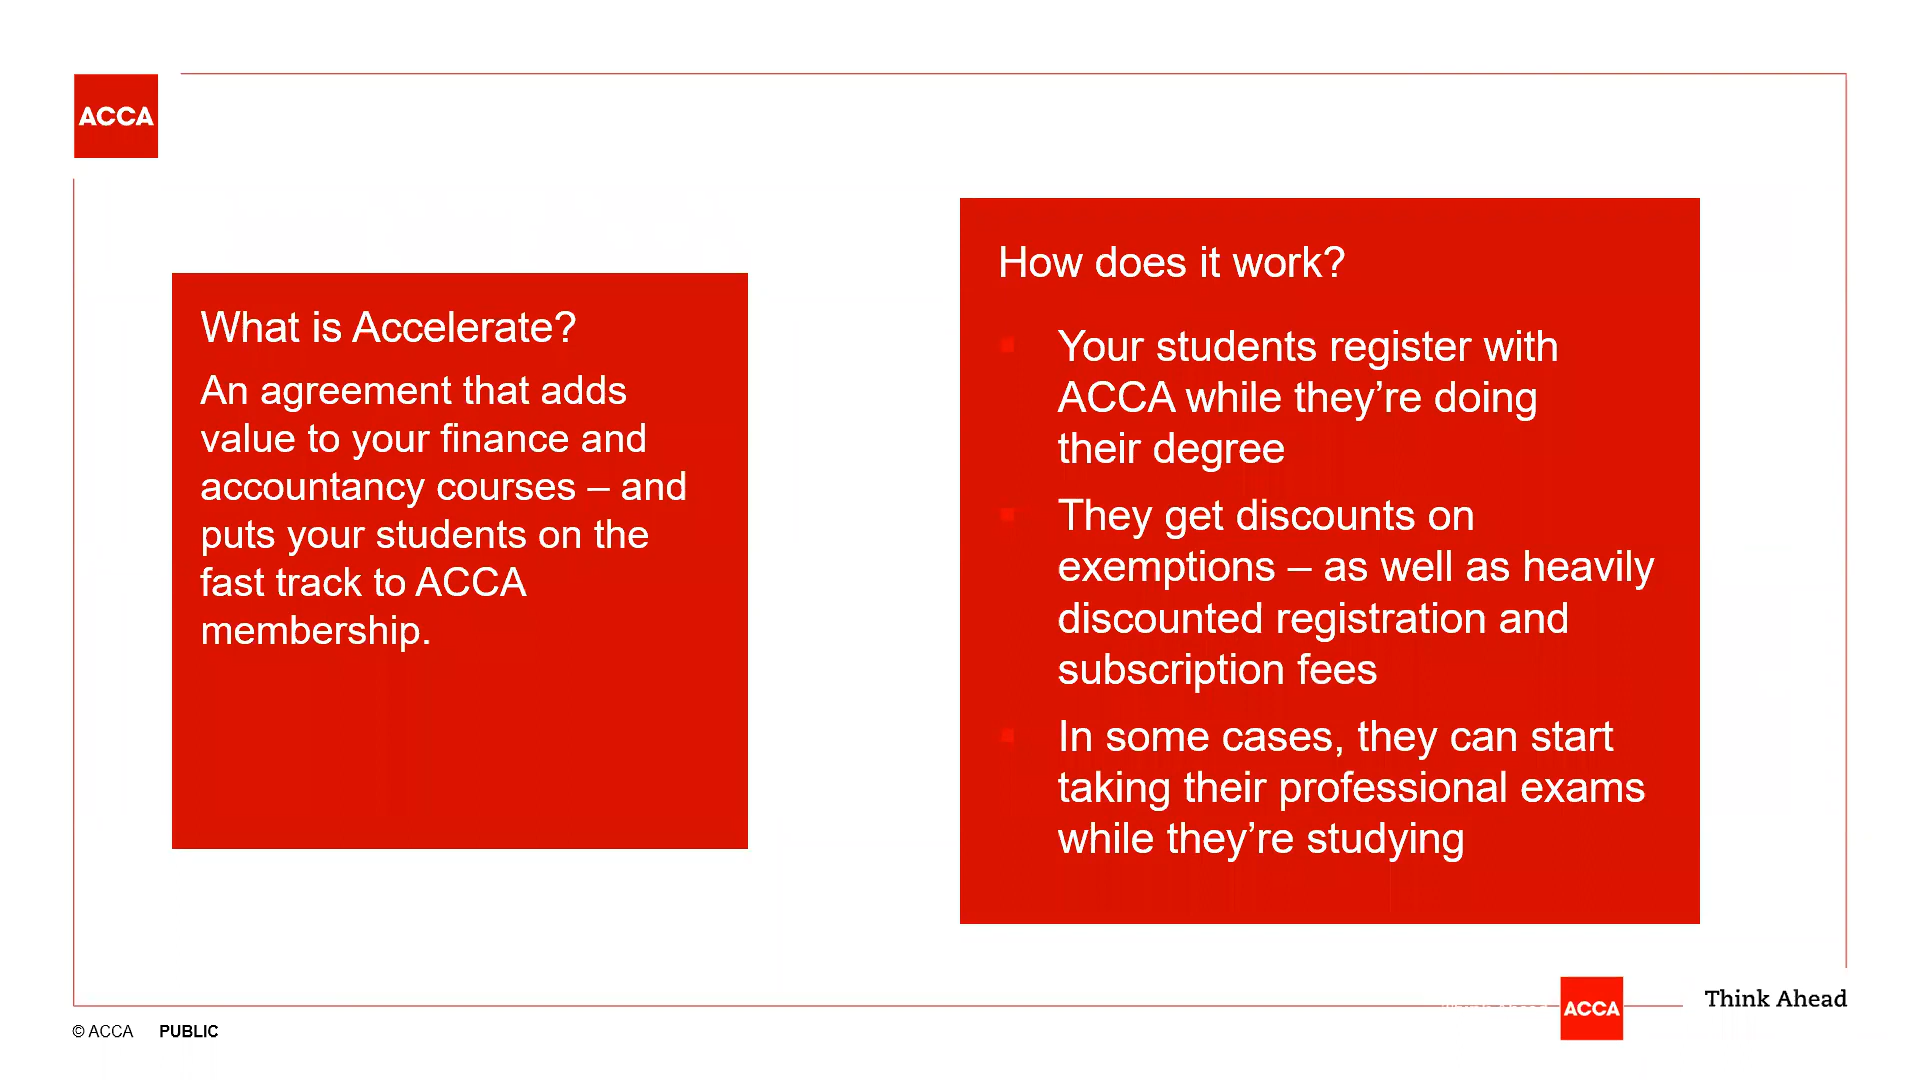 ACCA
What is Accelerate?
An agreement that adds
value to your finance and
accountancy courses – and
puts your students on the
fast track to ACCA
membership.
How does it work?
Your students register with
ACCA while they’re doing
their degree
They get discounts on
exemptions – as well as heavily
discounted registration and
subscription fees
In some cases, they can start
taking their professional exams
while they’re studying
ACCA
Think Ahead
© ACCA PUBLIC